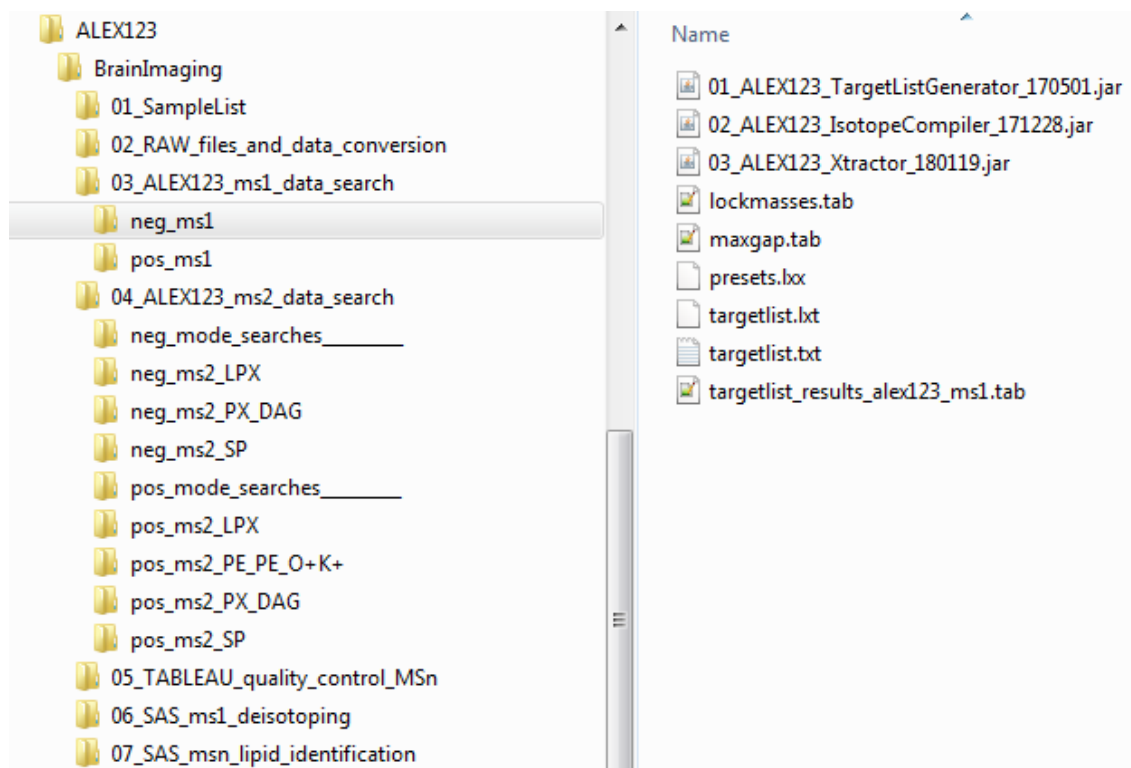 ALEX123
BrainImaging
01_SampleList
02_RAW_files_and_data_conversion
03_ALEX123_ms1_data_search
neg_ms1
pos_ms1
04_ALEX123_ms2_data_search
neg_mode_searches________
neg_ms2_LPX
neg_ms2_PX_DAG
neg_ms2_SP
pos_mode_searches________
pos_ms2_LPX
pos_ms2_PE_PE_O+K+
pos_ms2_PX_DAG
pos_ms2_SP
05_TABLEAU_quality_control_MSn
06_SAS_ms1_deisotoping
07_SAS_msn_lipid_identification
Name
01_ALEX123_TargetListGenerator_170501.jar
02_ALEX123_IsotopeCompiler_171228.jar
03_ALEX123_Xtractor_180119.jar
lockmasses.tab
maxgap.tab
presets.lxx
targetlist.lxt
targetlist.txt
targetlist_results_alex123_ms1.tab